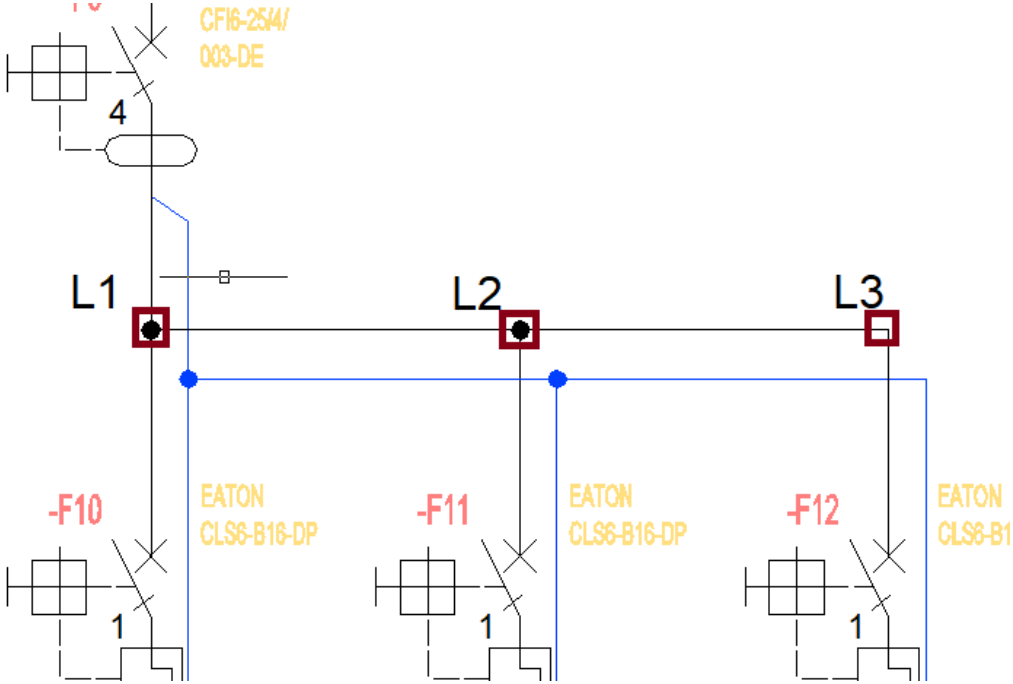 CFI6-25/4/
003-DE
4
L1
L2
L3
-F10
EATON
CLS6-B16-DP
1
-F11
EATON
CLS6-B16-DP
1
-F12
EATON
1